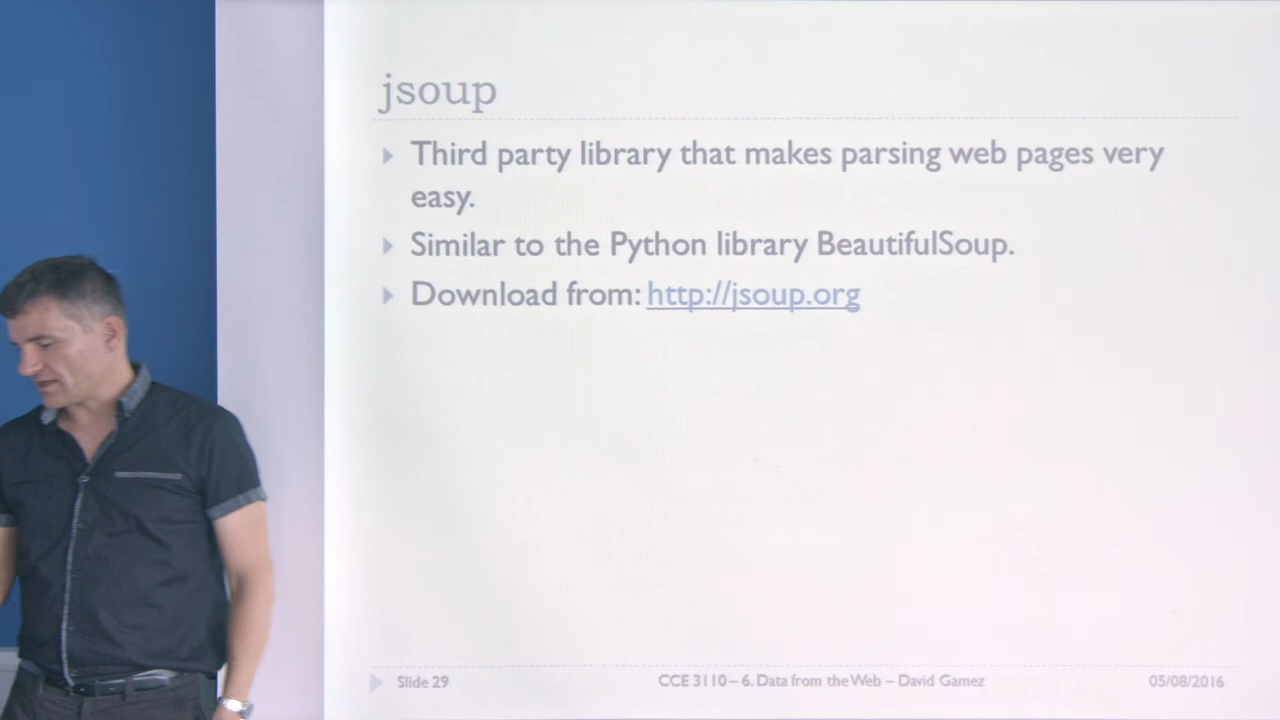 jsoup
Third party library that makes parsing web pages very
easy.
Similar to the Python library BeautifulSoup.
Download from: http://jsoup.org
Slide 29
CCE 3110 – 6. Data from the Web – David Gamez
05/08/2016